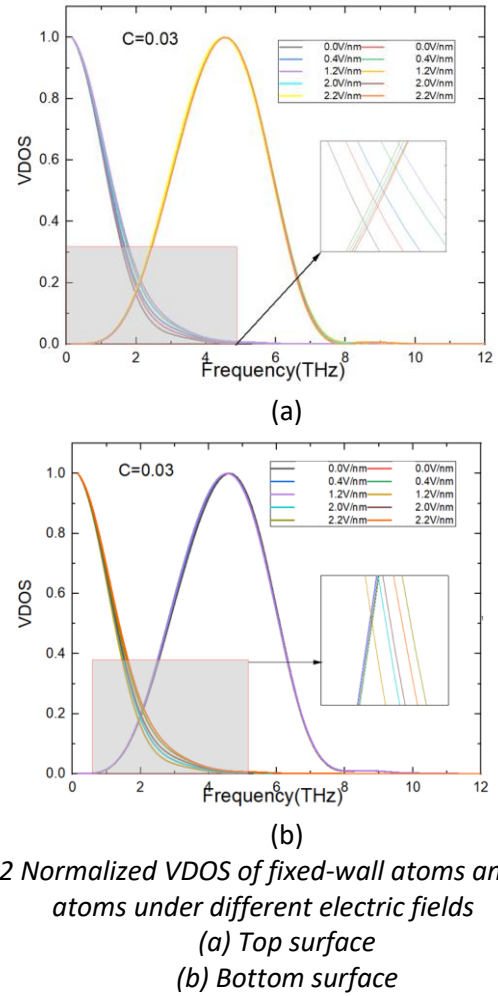 1.0
0.8
0.6
0.4
0.2
0.0
VDOS
C=0.03
0.0V/nm 0.0V/nm
0.4V/nm 0.4V/nm
1.2V/nm 1.2V/nm
2.0V/nm 2.0V/nm
2.2V/nm 2.2V/nm
0 2 4 6 8 10 12
Frequency(THz)
(a)
1.0
0.8
0.6
0.4
0.2
0.0
VDOS
C=0.03
0.0V/nm 0.0V/nm
0.4V/nm 0.4V/nm
1.2V/nm 1.2V/nm
2.0V/nm 2.0V/nm
2.2V/nm 2.2V/nm
0 2 4 6 8 10 12
Frequency(THz)
(b)
2 Normalized VDOS of fixed-wall atoms an
atoms under different electric fields
(a) Top surface
(b) Bottom surface